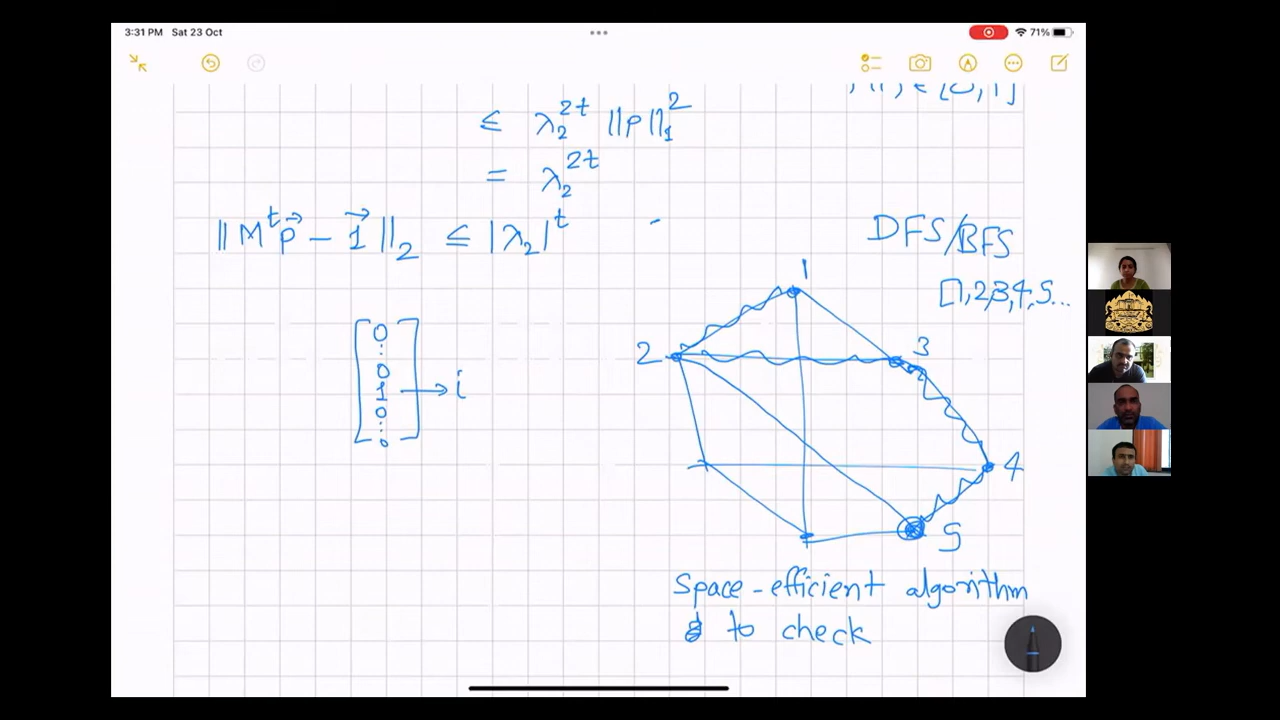 3:31 PM Sat 23 Oct
71%
≤ λ₂^{2t} ||p||₁²
= λ₂^{2t}
|| M^t p⃗ − 1⃗ ||₂ ≤ |λ₂|^t
DFS/BFS
[1,2,3,4,5...
1
2
3
4
5
0
:
0
1 → i
0
:
0
Space-efficient algorithm
to check